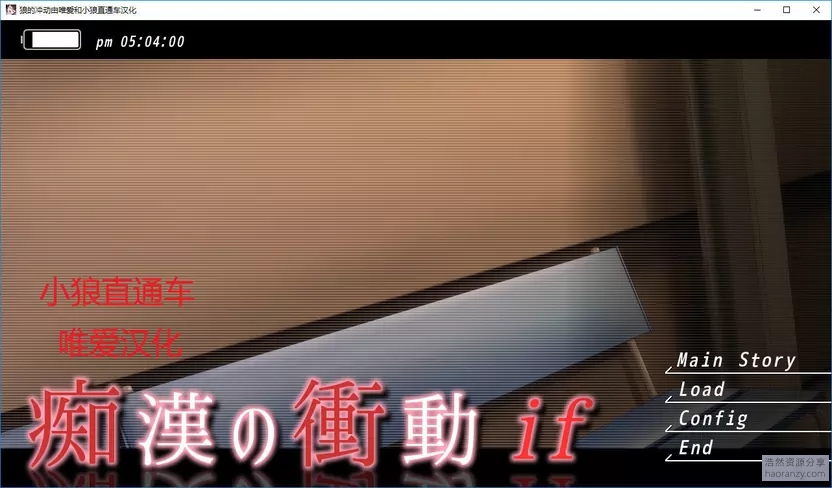 狼的冲动由唯爱和小狼直通车汉化
pm 05:04:00
小狼直通车
唯爱汉化
痴漢の衝動 if
Main Story
Load
Config
End
浩然资源分享
haoranzy.com